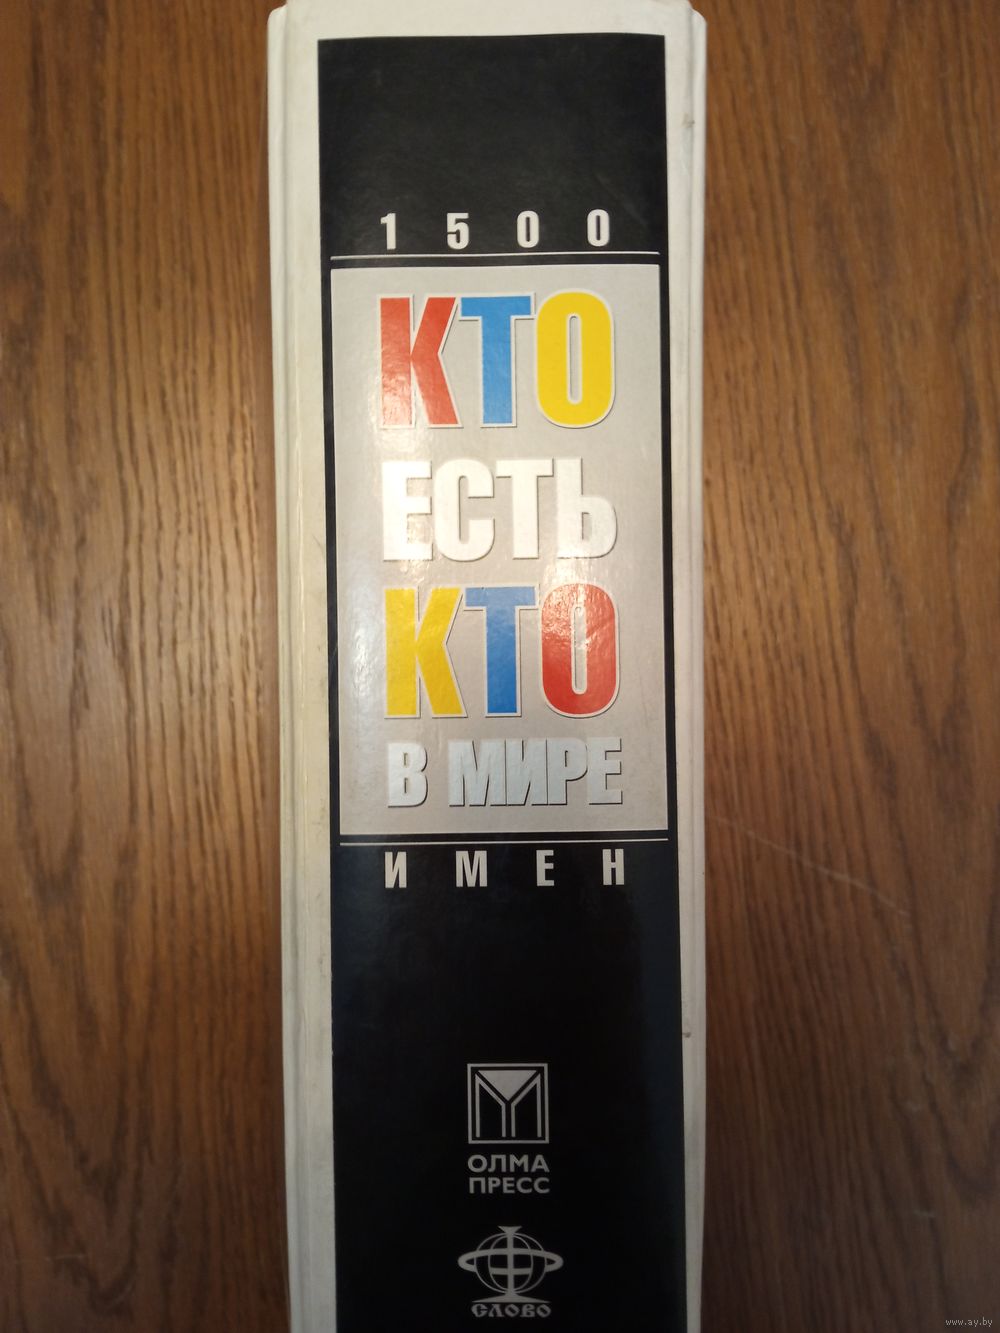 1500
КТО
ЕСТЬ
КТО
В МИРЕ
ИМЕН
ОЛМА
ПРЕСС
СЛОВО
www.ay.by